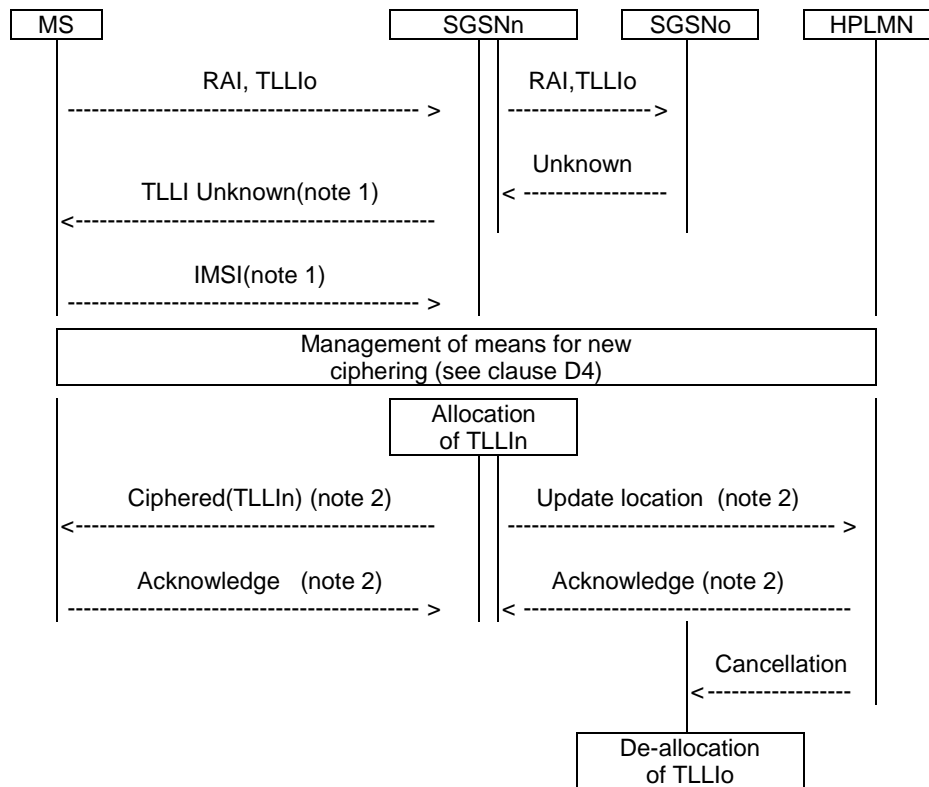 MS SGSNn SGSNo HPLMN
RAI, TLLIo RAI,TLLIo
Unknown
TLLI Unknown(note 1)
IMSI(note 1)
Management of means for new
ciphering (see clause D4)
Allocation
of TLLIn
Ciphered(TLLIn) (note 2) Update location (note 2)
Acknowledge (note 2) Acknowledge (note 2)
Cancellation
De-allocation
of TLLIo